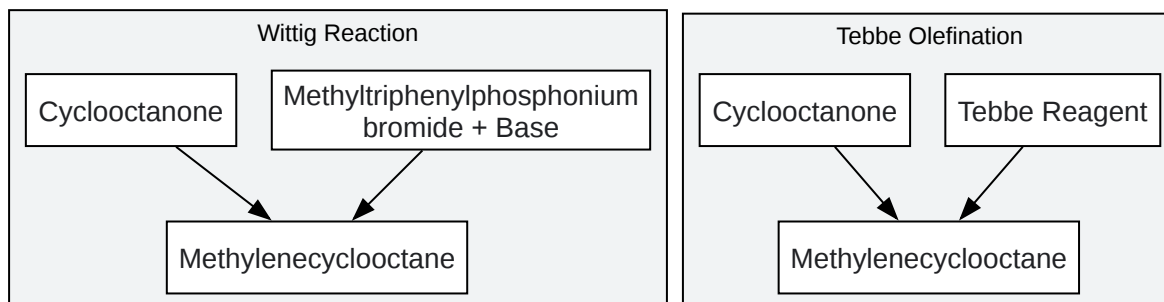 Wittig Reaction
Cyclooctanone
Methyltriphenylphosphonium
bromide + Base
Methylenecyclooctane
Tebbe Olefination
Cyclooctanone
Tebbe Reagent
Methylenecyclooctane